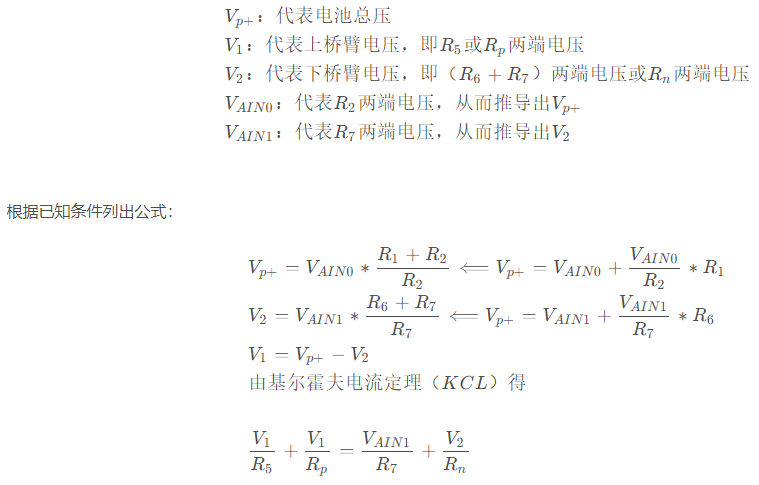 $V_{p+}$：代表电池总压
$V_1$：代表上桥臂电压，即$R_5$或$R_p$两端电压
$V_2$：代表下桥臂电压，即（$R_6 + R_7$）两端电压或$R_n$两端电压
$V_{AIN0}$：代表$R_2$两端电压，从而推导出$V_{p+}$
$V_{AIN1}$：代表$R_7$两端电压，从而推导出$V_2$
根据已知条件列出公式：
$V_{p+} = V_{AIN0} * \frac{R_1 + R_2}{R_2} \Longleftarrow V_{p+} = V_{AIN0} + \frac{V_{AIN0}}{R_2} * R_1$
$V_2 = V_{AIN1} * \frac{R_6 + R_7}{R_7} \Longleftarrow V_{p+} = V_{AIN1} + \frac{V_{AIN1}}{R_7} * R_6$
$V_1 = V_{p+} - V_2$
由基尔霍夫电流定理（$KCL$）得
$\frac{V_1}{R_5} + \frac{V_1}{R_p} = \frac{V_{AIN1}}{R_7} + \frac{V_2}{R_n}$